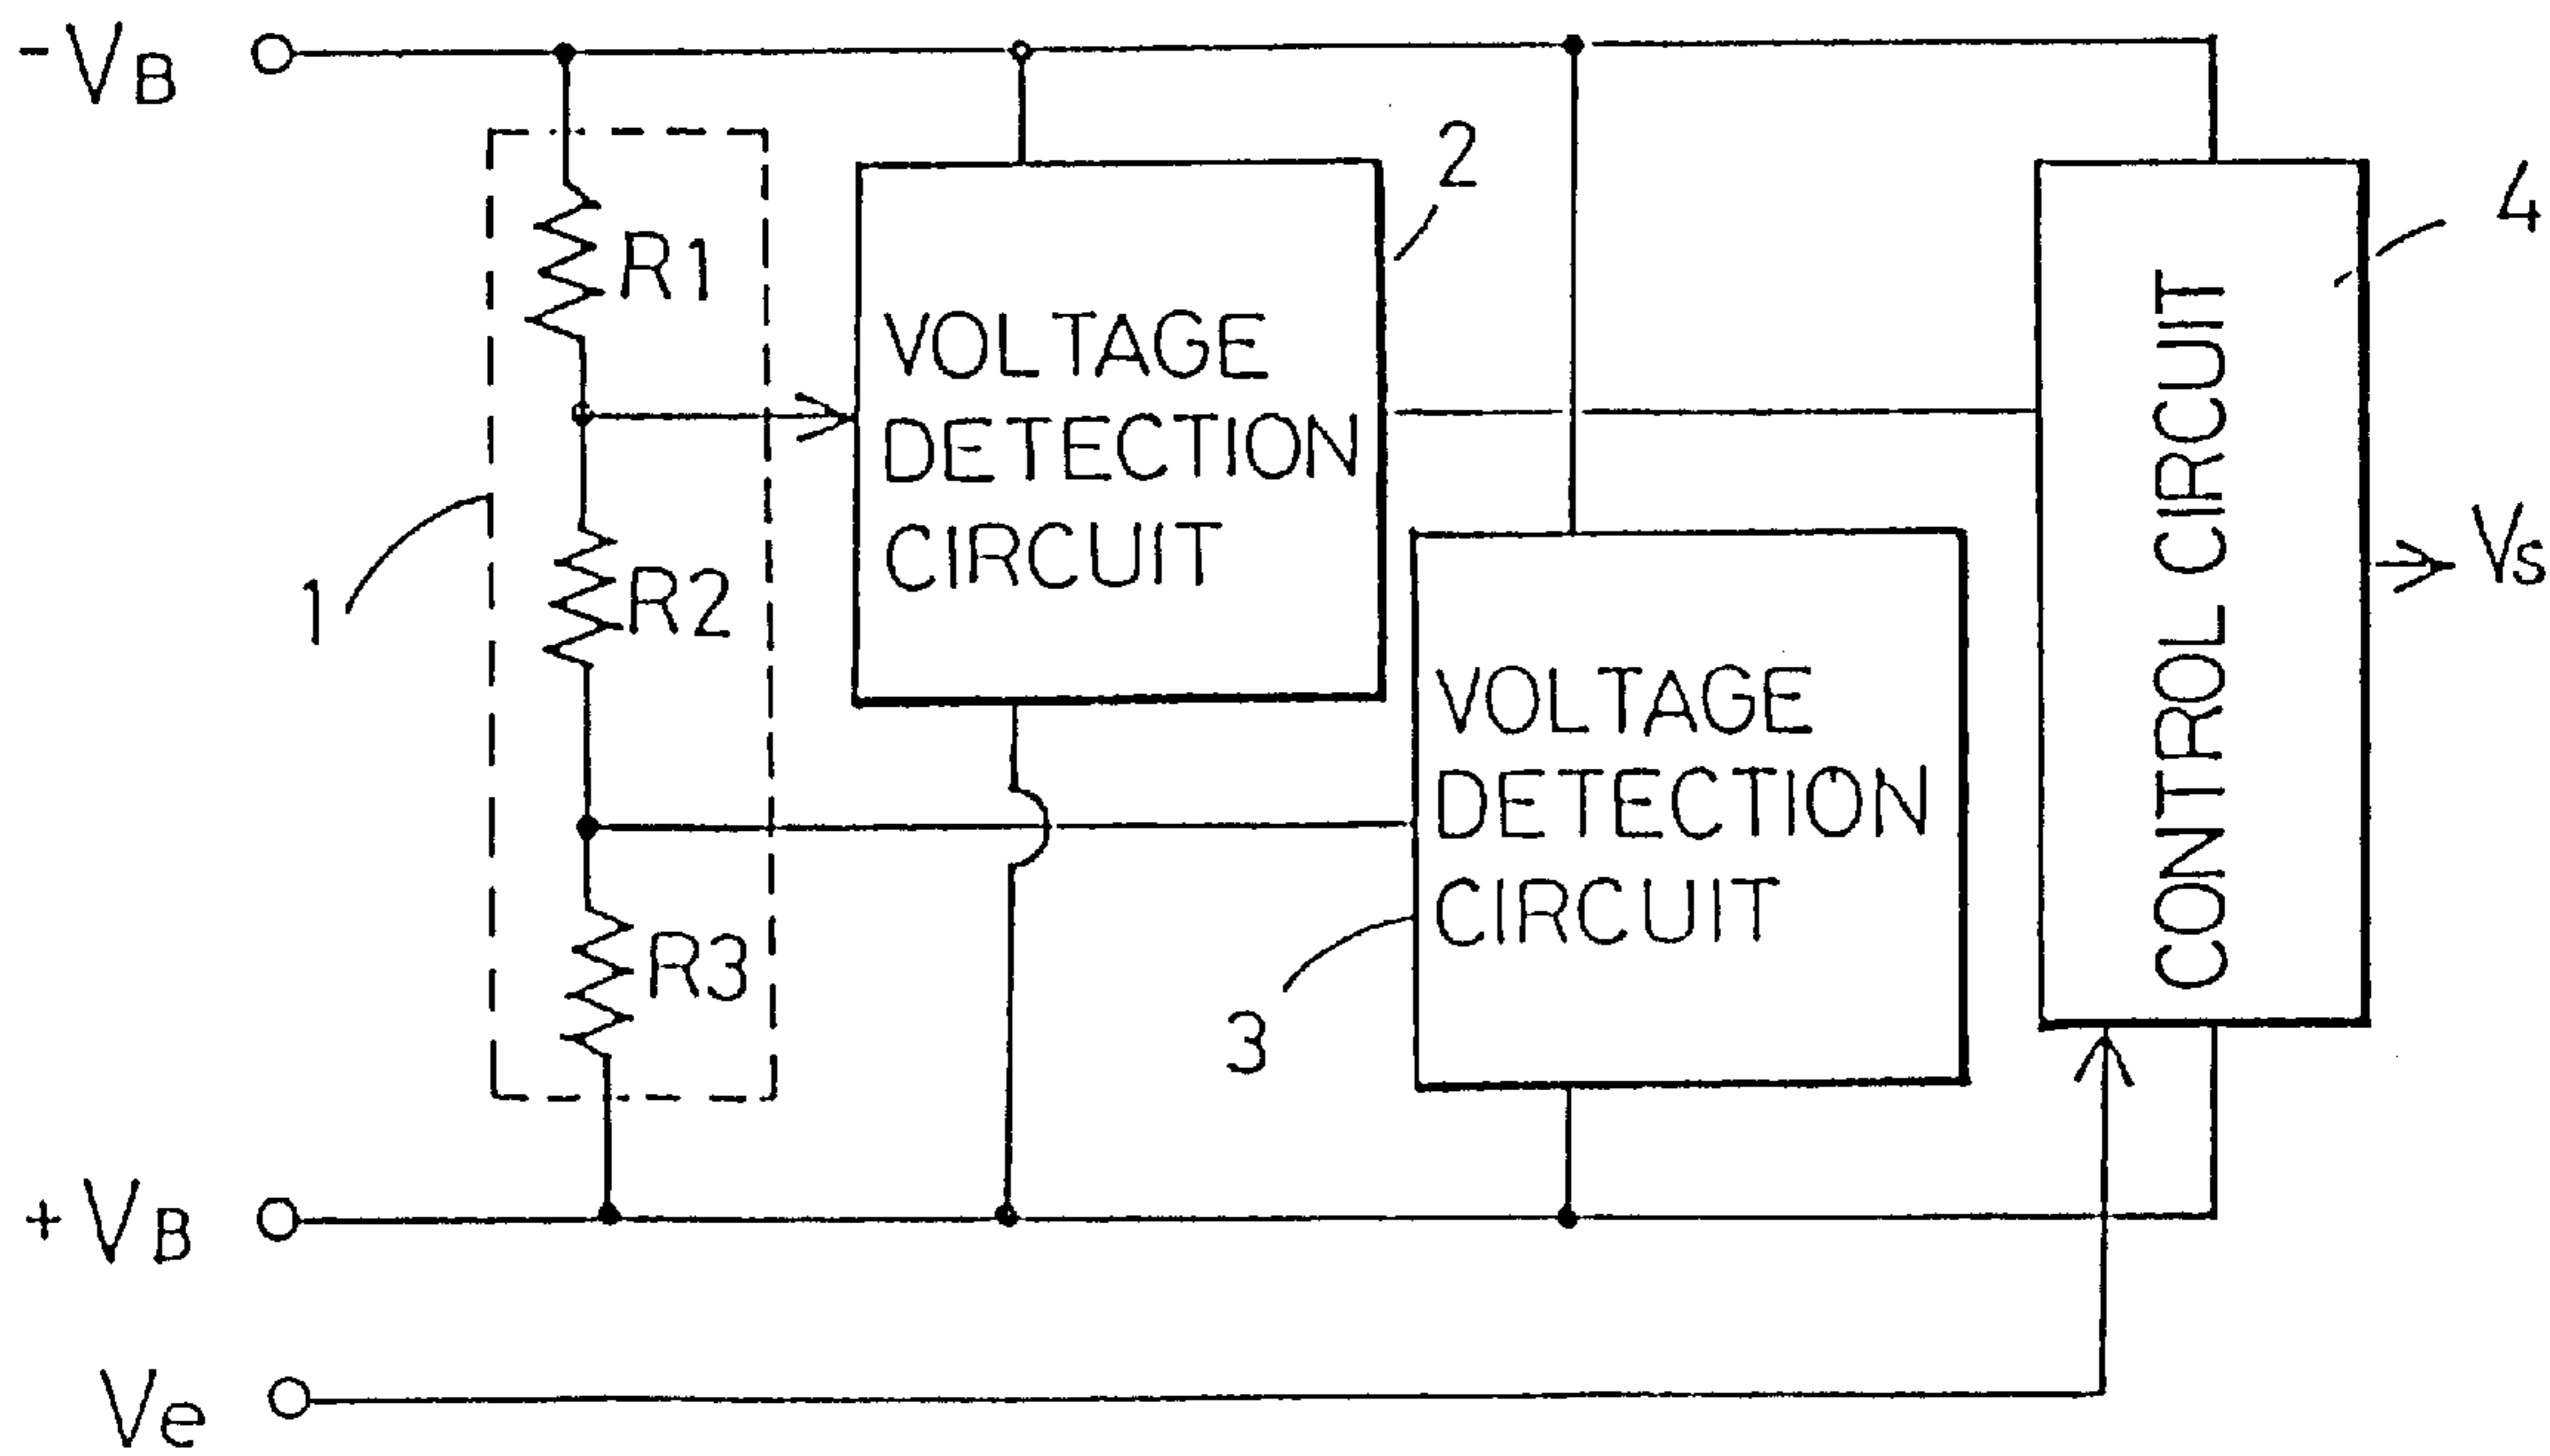 -VB
2
4
R1
VOLTAGE
DETECTION
CIRCUIT
CONTROL CIRCUIT
Vs
1
R2
VOLTAGE
DETECTION
CIRCUIT
R3
3
+VB
Ve